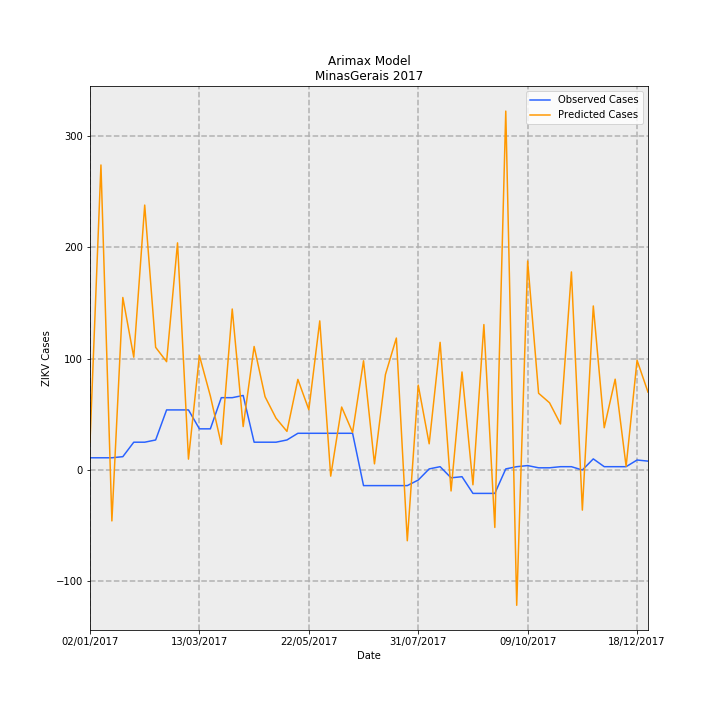 Arimax Model
MinasGerais 2017
Observed Cases
Predicted Cases
300
200
100
0
−100
ZIKV Cases
02/01/2017 13/03/2017 22/05/2017 31/07/2017 09/10/2017 18/12/2017
Date